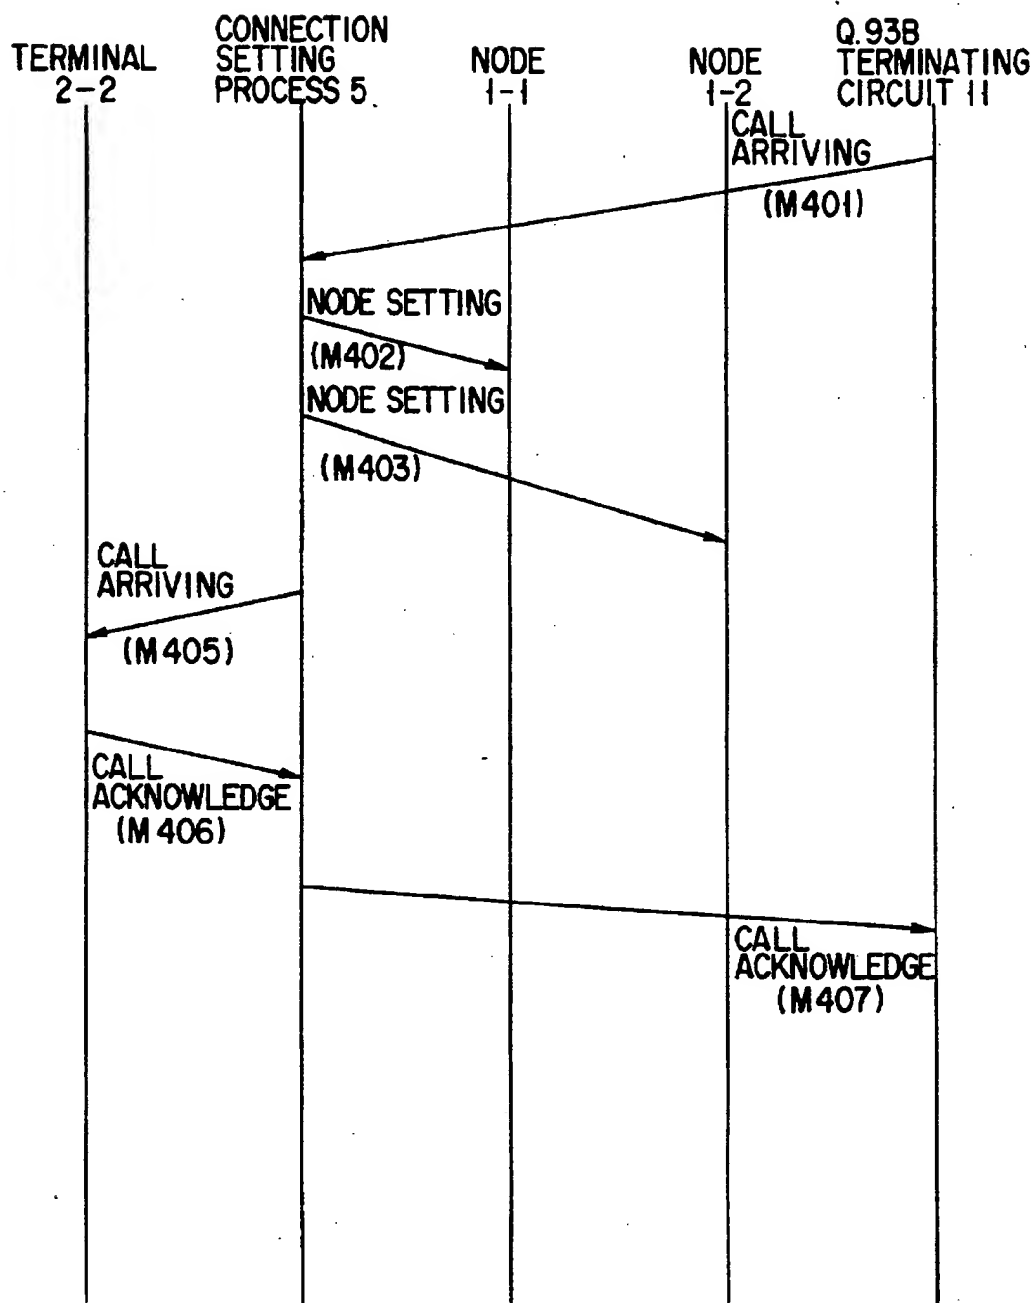 TERMINAL
2-2
CONNECTION
SETTING
PROCESS 5
NODE
1-1
NODE
1-2
Q.93B
TERMINATING
CIRCUIT 11
CALL
ARRIVING
(M401)
NODE SETTING
(M402)
NODE SETTING
(M403)
CALL
ARRIVING
(M405)
CALL
ACKNOWLEDGE
(M406)
CALL
ACKNOWLEDGE
(M407)